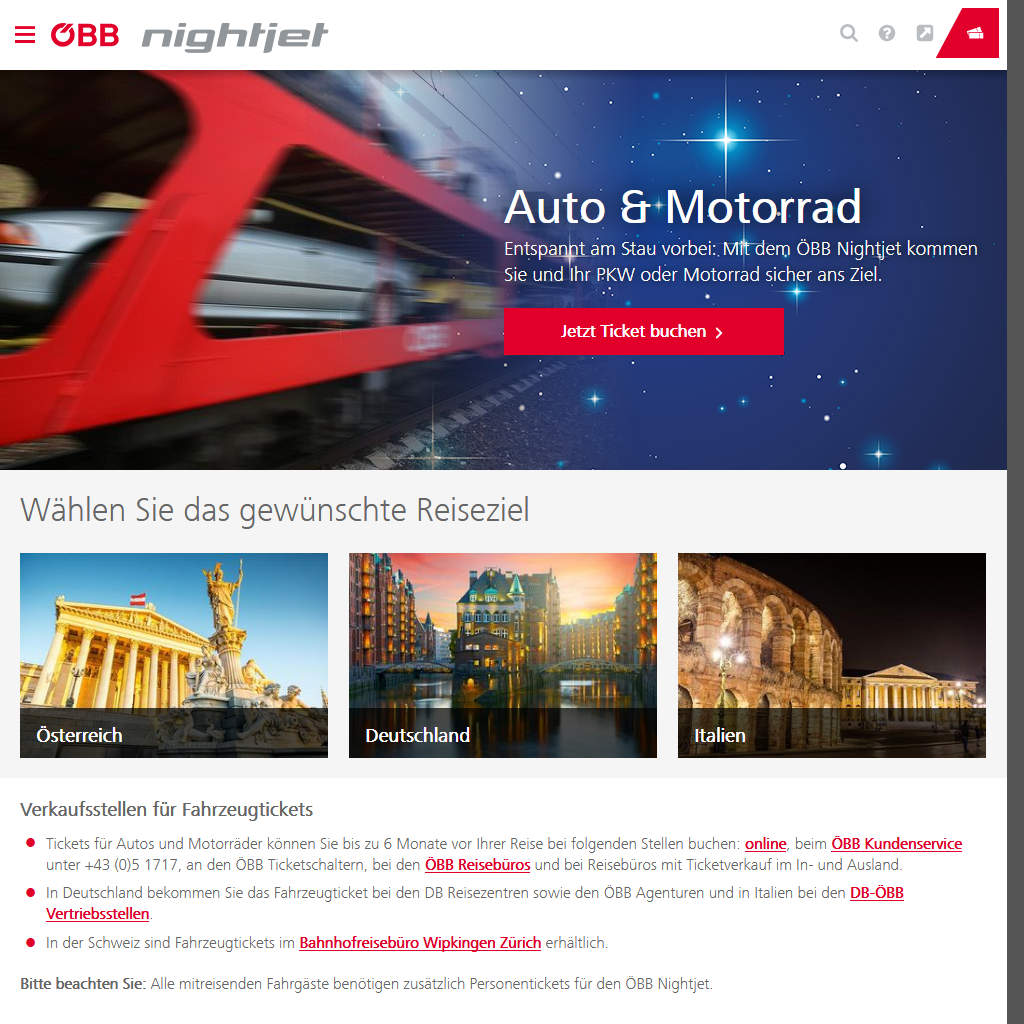 ÖBB nightjet
Auto & Motorrad
Entspannt am Stau vorbei: Mit dem ÖBB Nightjet kommen
Sie und Ihr PKW oder Motorrad sicher ans Ziel.
Jetzt Ticket buchen
Wählen Sie das gewünschte Reiseziel
Österreich
Deutschland
Italien
Verkaufsstellen für Fahrzeugtickets
Tickets für Autos und Motorräder können Sie bis zu 6 Monate vor Ihrer Reise bei folgenden Stellen buchen: online, beim ÖBB Kundenservice
unter +43 (0)5 1717, an den ÖBB Ticketschaltern, bei den ÖBB Reisebüros und bei Reisebüros mit Ticketverkauf im In- und Ausland.
In Deutschland bekommen Sie das Fahrzeugticket bei den DB Reisezentren sowie den ÖBB Agenturen und in Italien bei den DB-ÖBB
Vertriebsstellen.
In der Schweiz sind Fahrzeugtickets im Bahnhofreisebüro Wipkingen Zürich erhältlich.
Bitte beachten Sie: Alle mitreisenden Fahrgäste benötigen zusätzlich Personentickets für den ÖBB Nightjet.